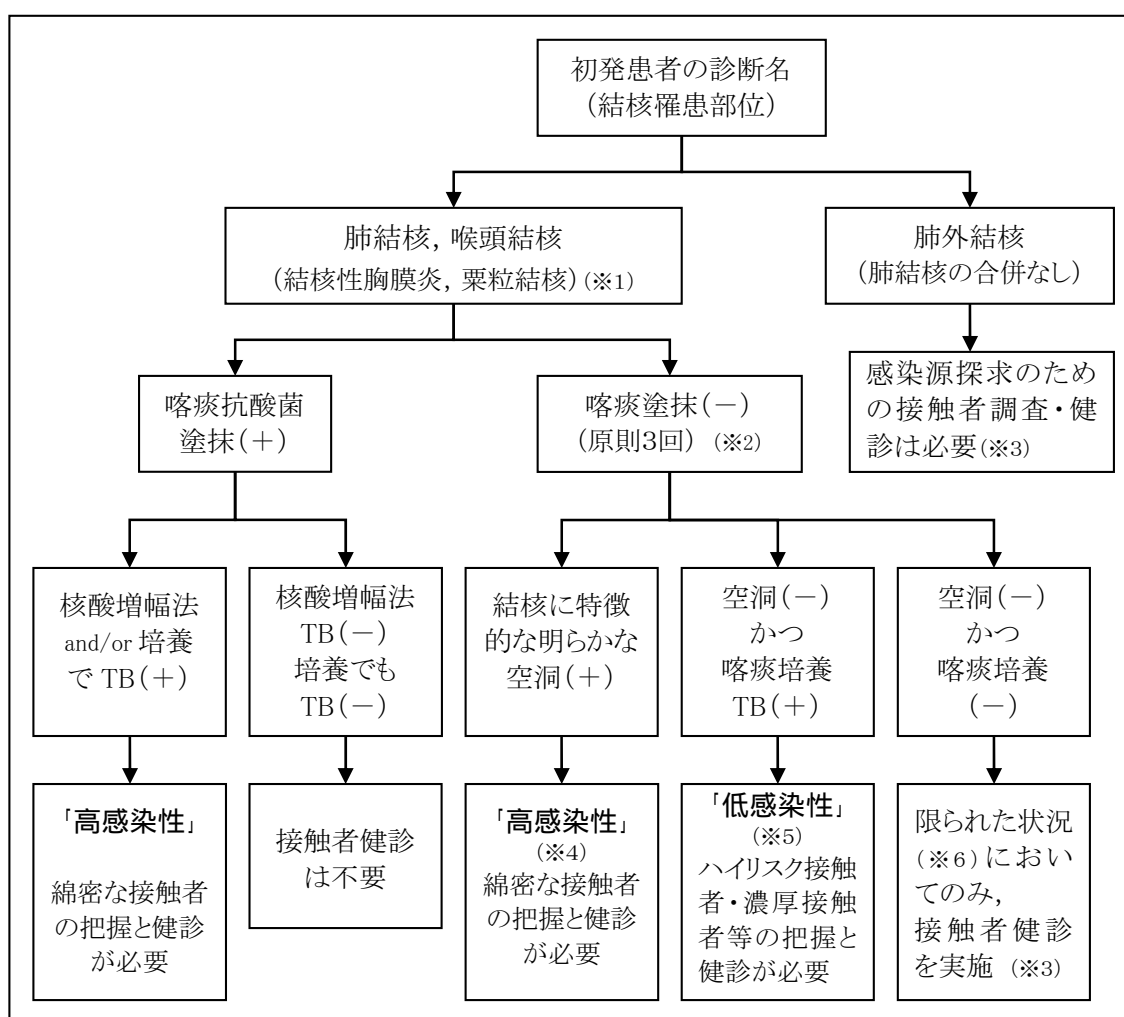 初発患者の診断名
（結核罹患部位）
肺結核，喉頭結核
（結核性胸膜炎，粟粒結核）（※1）
肺外結核
（肺結核の合併なし）
喀痰抗酸菌
塗抹（＋）
喀痰塗抹（－）
（原則3回）（※2）
感染源探求のため
の接触者調査・健
診は必要（※3）
核酸増幅法
and/or 培養
で TB（＋）
核酸増幅法
TB（－）
培養でも
TB（－）
結核に特徴
的な明らかな
空洞（＋）
空洞（－）
かつ
喀痰培養
TB（＋）
空洞（－）
かつ
喀痰培養
（－）
「高感染性」
綿密な接触者
の把握と健診
が必要
接触者健診
は不要
「高感染性」
（※4）
綿密な接触者
の把握と健診
が必要
「低感染性」
（※5）
ハイリスク接触
者・濃厚接触
者等の把握と
健診が必要
限られた状況
（※6）におい
てのみ，
接触者健診
を実施（※3）